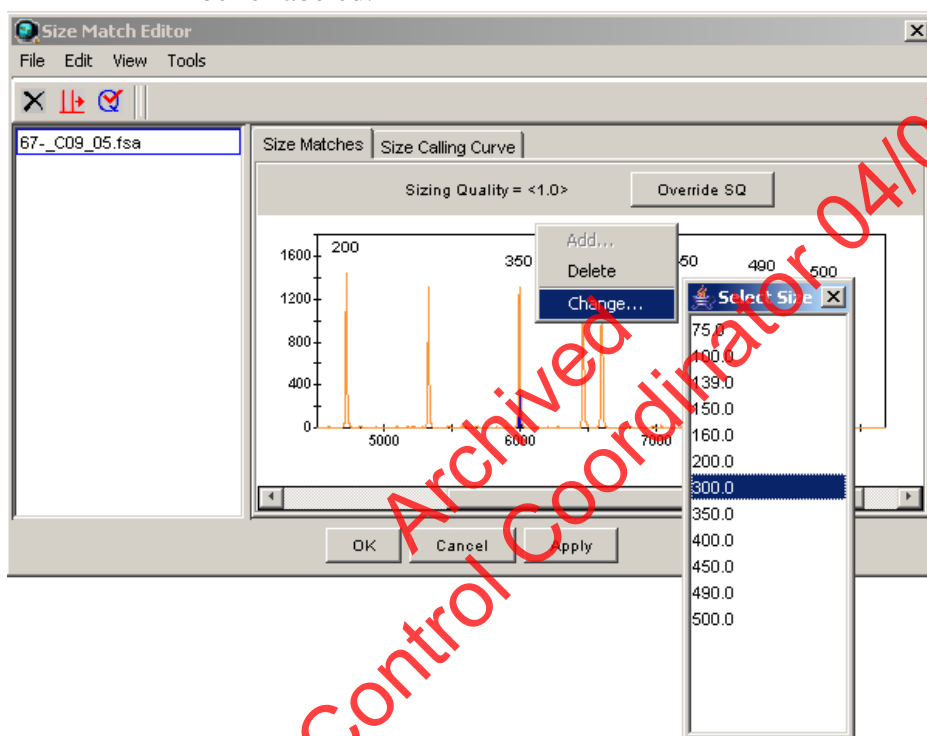 Size Match Editor
File Edit View Tools
67-_C09_05.fsa
Size Matches Size Calling Curve
Sizing Quality = <1.0> Override SQ
200 350 490 500
1600
1200
800
400
0
5000 6000 7000
Add...
Delete
Change...
Select Size
75.0
100.0
139.0
150.0
160.0
200.0
300.0
350.0
400.0
450.0
490.0
500.0
OK Cancel Apply
Archived
Control Coordinator 04/0